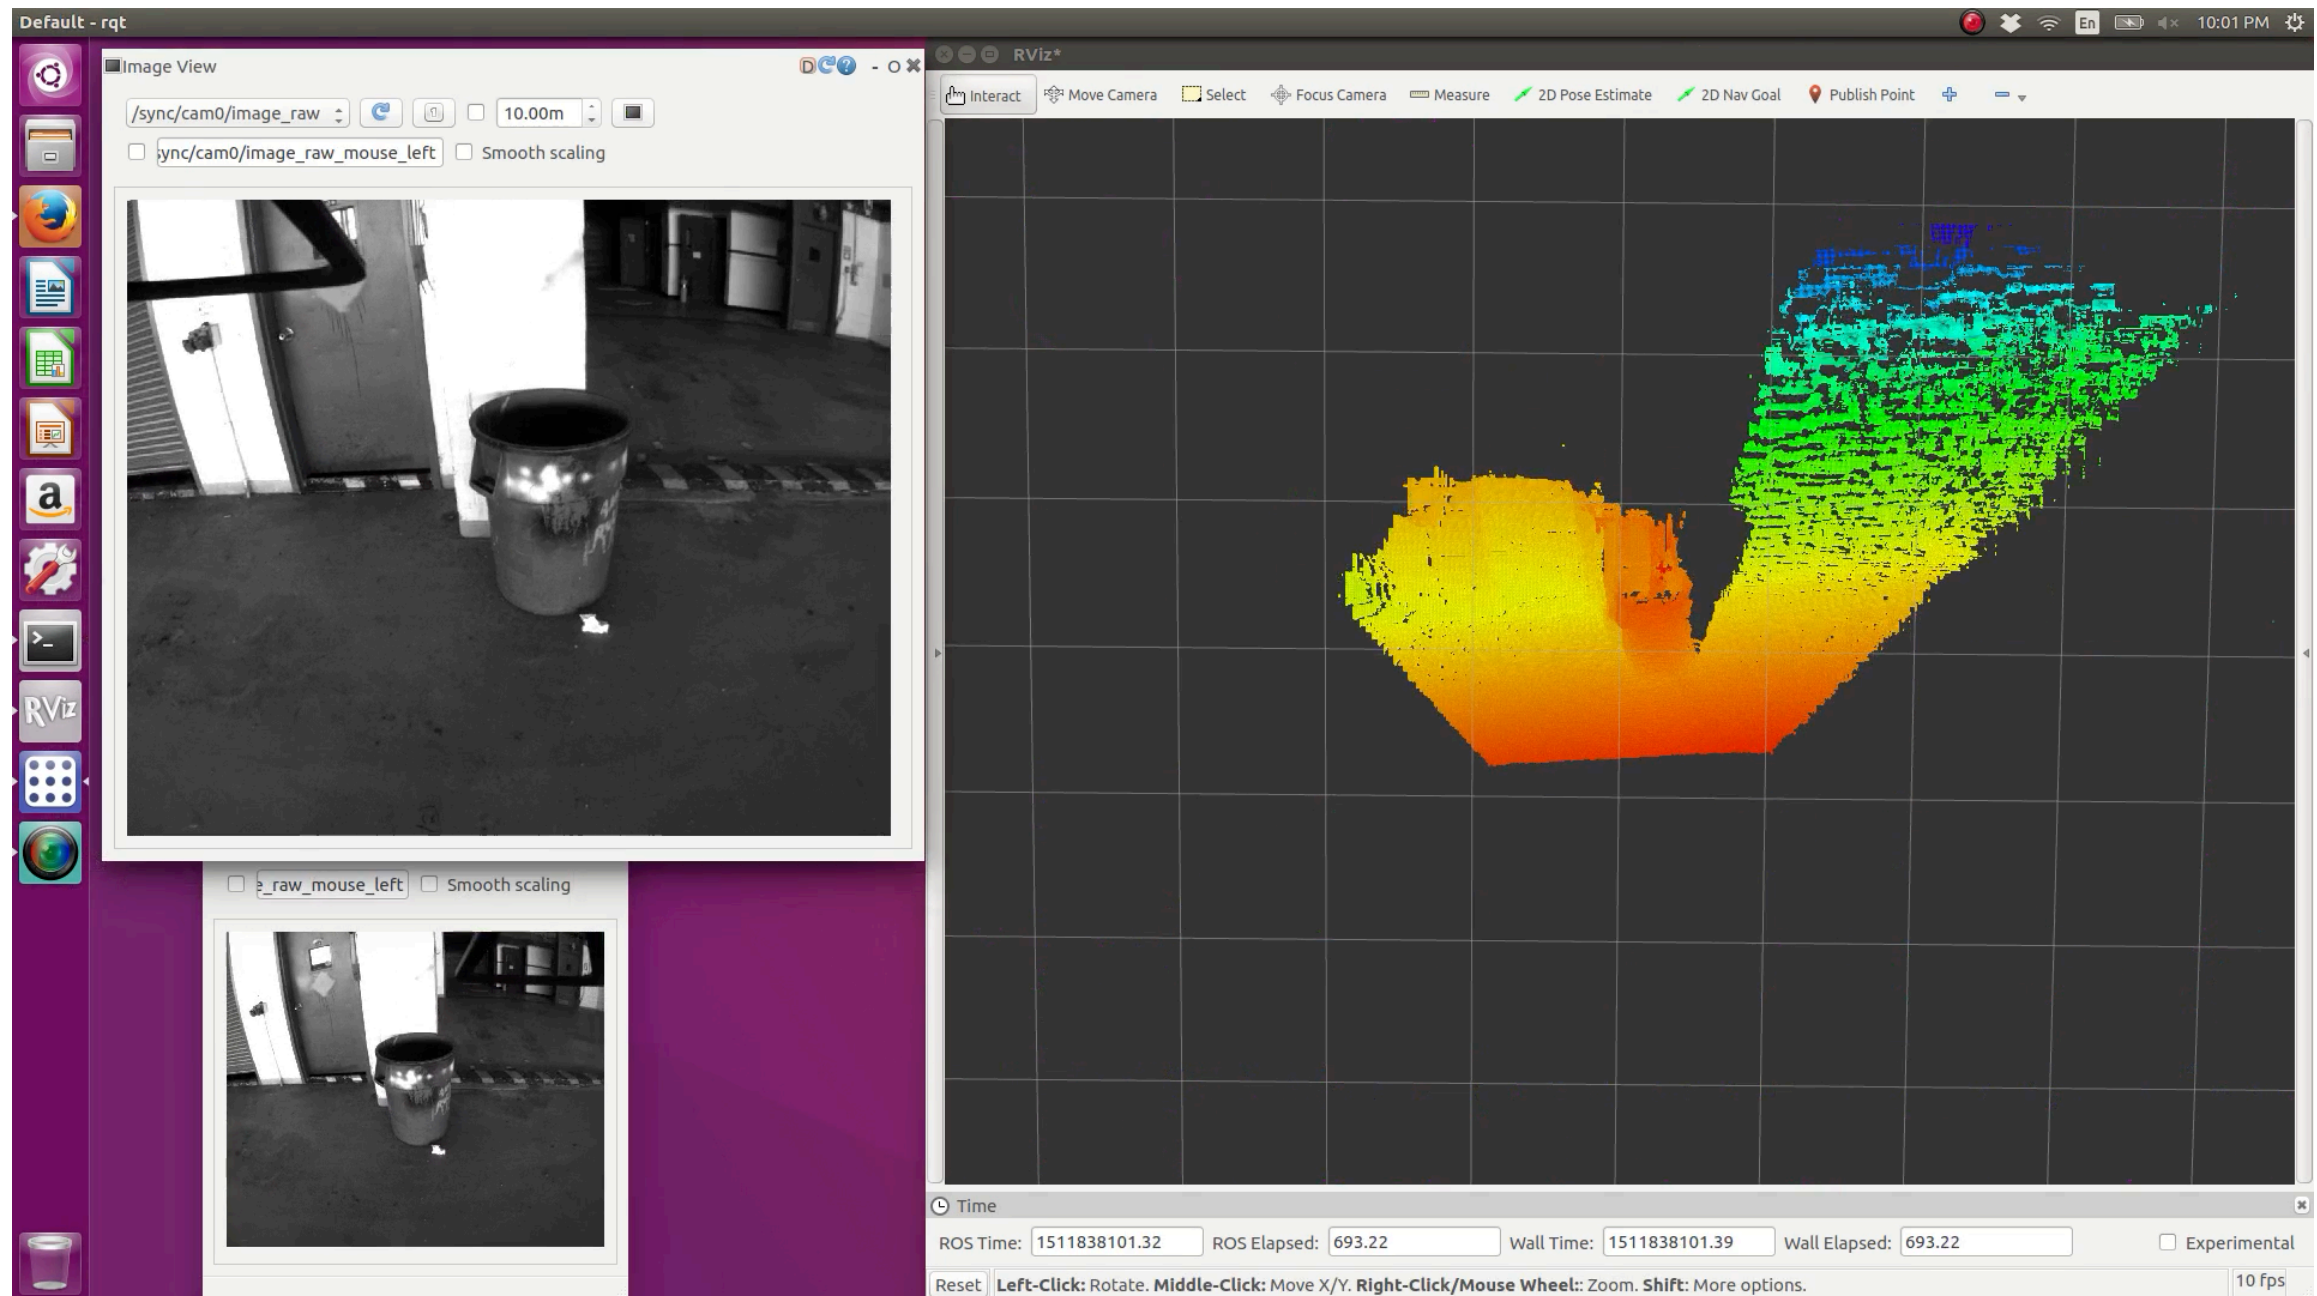 Default - rqt
En
10:01 PM
Image View
D
- O
/sync/cam0/image_raw
10.00m
sync/cam0/image_raw_mouse_left
Smooth scaling
RViz*
Interact
Move Camera
Select
Focus Camera
Measure
2D Pose Estimate
2D Nav Goal
Publish Point
a
>_
RViz
e_raw_mouse_left
Smooth scaling
Time
ROS Time: 1511838101.32
ROS Elapsed: 693.22
Wall Time: 1511838101.39
Wall Elapsed: 693.22
Experimental
Reset
Left-Click: Rotate. Middle-Click: Move X/Y. Right-Click/Mouse Wheel:: Zoom. Shift: More options.
10 fps